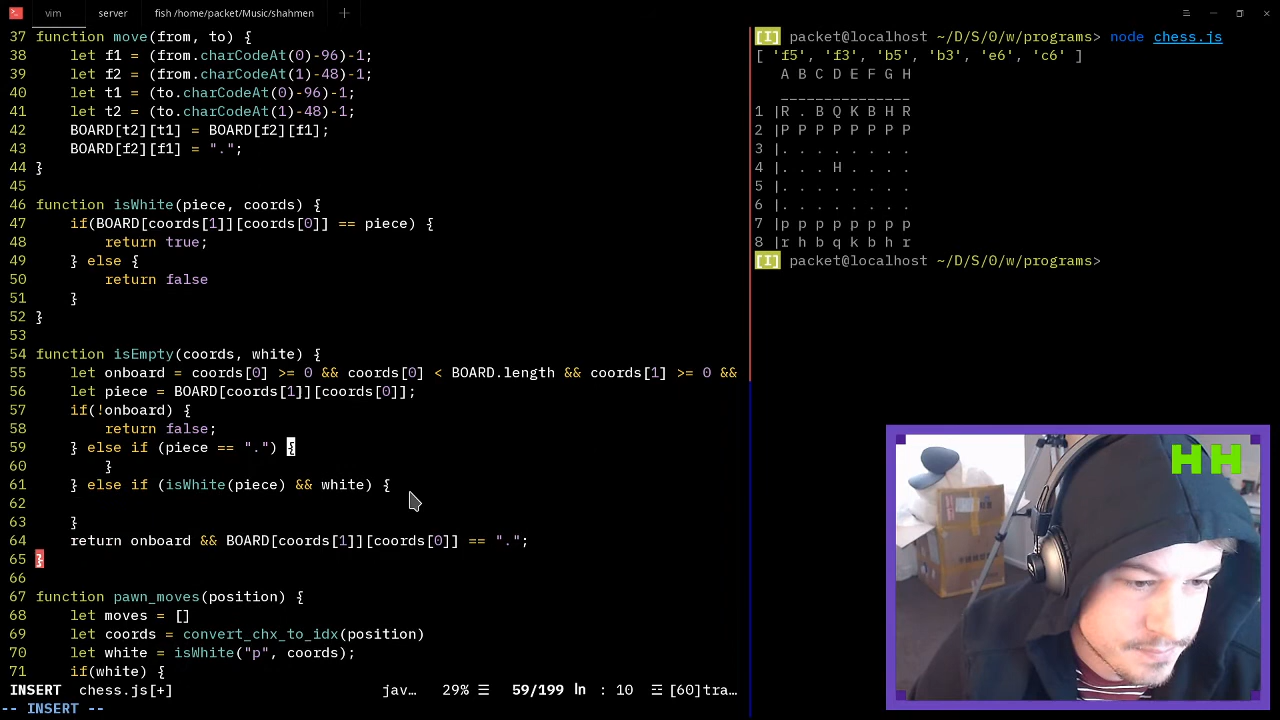 vim server fish /home/packet/Music/shahmen +
37 function move(from, to) {
38 let f1 = (from.charCodeAt(0)-96)-1;
39 let f2 = (from.charCodeAt(1)-48)-1;
40 let t1 = (to.charCodeAt(0)-96)-1;
41 let t2 = (to.charCodeAt(1)-48)-1;
42 BOARD[t2][t1] = BOARD[f2][f1];
43 BOARD[f2][f1] = ".";
44 }
45
46 function isWhite(piece, coords) {
47 if(BOARD[coords[1]][coords[0]] == piece) {
48 return true;
49 } else {
50 return false
51 }
52 }
53
54 function isEmpty(coords, white) {
55 let onboard = coords[0] >= 0 && coords[0] < BOARD.length && coords[1] >= 0 &&
56 let piece = BOARD[coords[1]][coords[0]];
57 if(!onboard) {
58 return false;
59 } else if (piece == ".") {
60 }
61 } else if (isWhite(piece) && white) {
62
63 }
64 return onboard && BOARD[coords[1]][coords[0]] == ".";
65 }
66
67 function pawn_moves(position) {
68 let moves = []
69 let coords = convert_chx_to_idx(position)
70 let white = isWhite("p", coords);
71 if(white) {
INSERT chess.js[+] jav… 29% ☰ 59/199 ln : 10 ☲ [60]tra…
-- INSERT --
[I] packet@localhost ~/D/S/0/w/programs> node chess.js
[ 'f5', 'f3', 'b5', 'b3', 'e6', 'c6' ]
A B C D E F G H
_______________
1 |R . B Q K B H R
2 |P P P P P P P P
3 |. . . . . . . .
4 |. . . H . . . .
5 |. . . . . . . .
6 |. . . . . . . .
7 |p p p p p p p p
8 |r h b q k b h r
[I] packet@localhost ~/D/S/0/w/programs>
HH